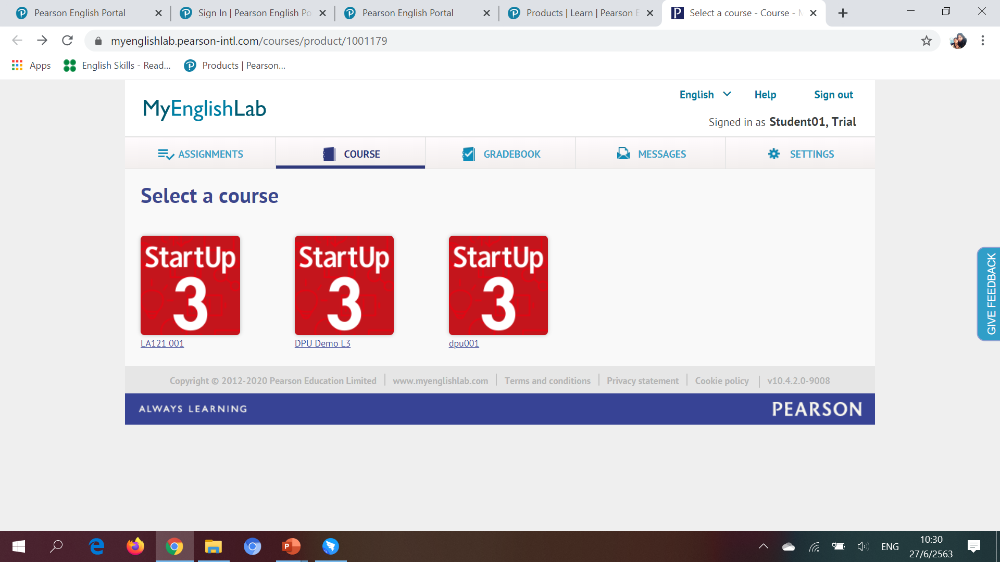 Pearson English Portal
Sign In | Pearson English Po
Pearson English Portal
Products | Learn | Pearson E
Select a course - Course - M
myenglishlab.pearson-intl.com/courses/product/1001179
Apps
English Skills - Read...
Products | Pearson...
MyEnglishLab
English
Help
Sign out
Signed in as Student01, Trial
ASSIGNMENTS
COURSE
GRADEBOOK
MESSAGES
SETTINGS
Select a course
StartUp
3
LA121 001
StartUp
3
DPU Demo L3
StartUp
3
dpu001
GIVE FEEDBACK
Copyright © 2012-2020 Pearson Education Limited
www.myenglishlab.com
Terms and conditions
Privacy statement
Cookie policy
v10.4.2.0-9008
ALWAYS LEARNING
PEARSON
ENG
10:30
27/6/2563